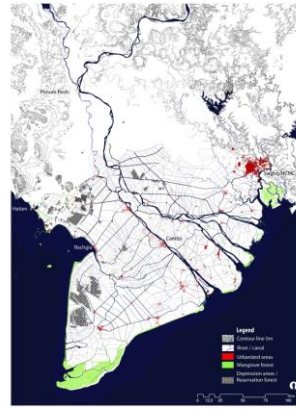 Phnom Penh
Saigon/HCMC
Hatien
Rachgia
Cantho
Legend
Contour line 5m
River / canal
Urbanized areas
Mangrove forest
Depression areas /
Reservation forest